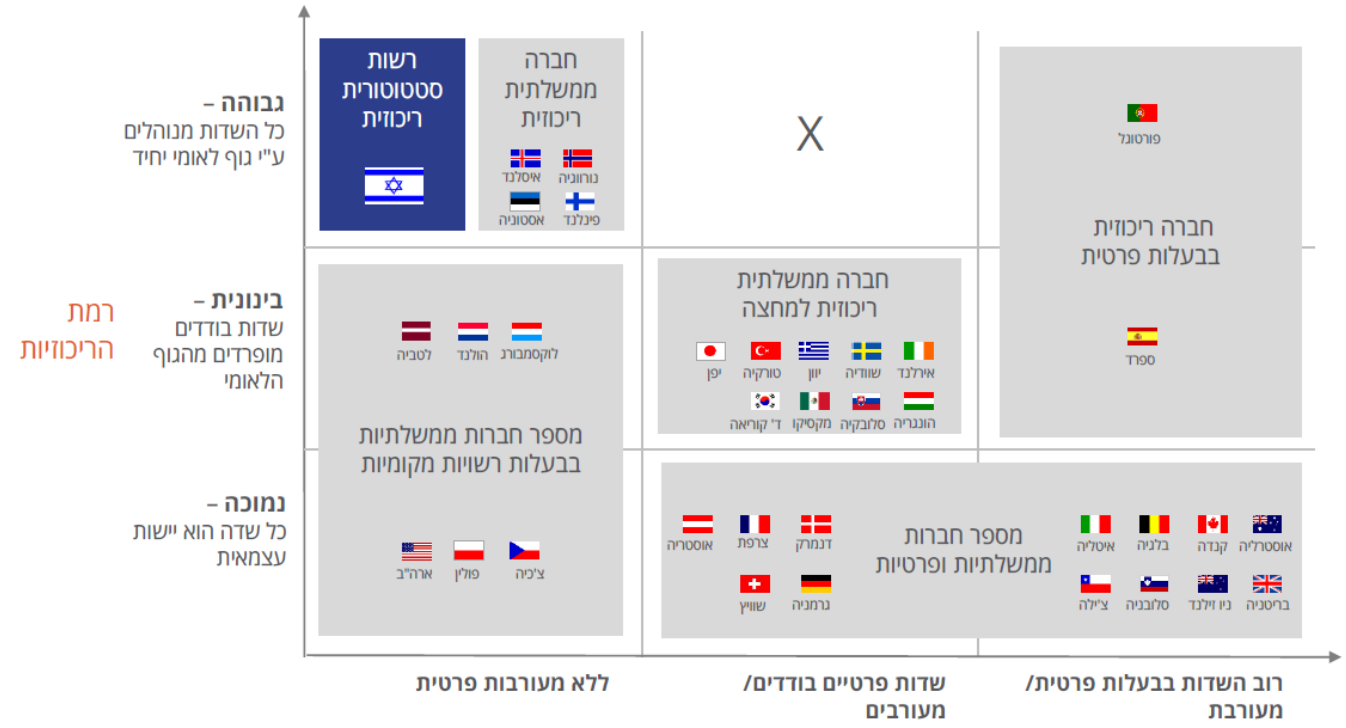 רשות
סטטוטורית
ריכוזית
חברה
ממשלתית
ריכוזית
נורווגיה
איסלנד
פינלנד
אסטוניה
X
פורטוגל
חברה ריכוזית
בבעלות פרטית
ספרד
גבוהה –
כל השדות מנוהלים
ע"י גוף לאומי יחיד
רמת
הריכוזיות
בינונית –
שדות בודדים
מופרדים מהגוף
הלאומי
לוקסמבורג
הולנד
לטביה
מספר חברות ממשלתיות
בבעלות רשויות מקומיות
צ'כיה
פולין
ארה"ב
חברה ממשלתית
ריכוזית למחצה
אירלנד
שוודיה
יוון
טורקיה
יפן
הונגריה
סלובקיה
מקסיקו
ד' קוריאה
נמוכה –
כל שדה הוא יישות
עצמאית
דנמרק
צרפת
אוסטריה
גרמניה
שוויץ
מספר חברות
ממשלתיות ופרטיות
אוסטרליה
קנדה
בלגיה
איטליה
בריטניה
ניו זילנד
סלובניה
צ'ילה
ללא מעורבות פרטית
שדות פרטיים בודדים/
מעורבים
רוב השדות בבעלות פרטית/
מעורבת